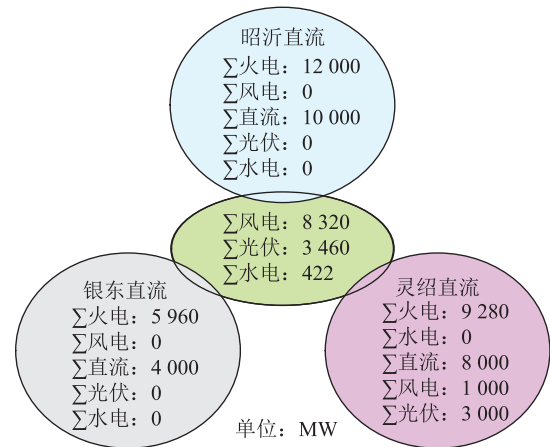 昭沂直流
∑火电：12 000
∑风电：0
∑直流：10 000
∑光伏：0
∑水电：0
∑风电：8 320
∑光伏：3 460
∑水电：422
银东直流
∑火电：5 960
∑风电：0
∑直流：4 000
∑光伏：0
∑水电：0
灵绍直流
∑火电：9 280
∑水电：0
∑直流：8 000
∑风电：1 000
∑光伏：3 000
单位：MW